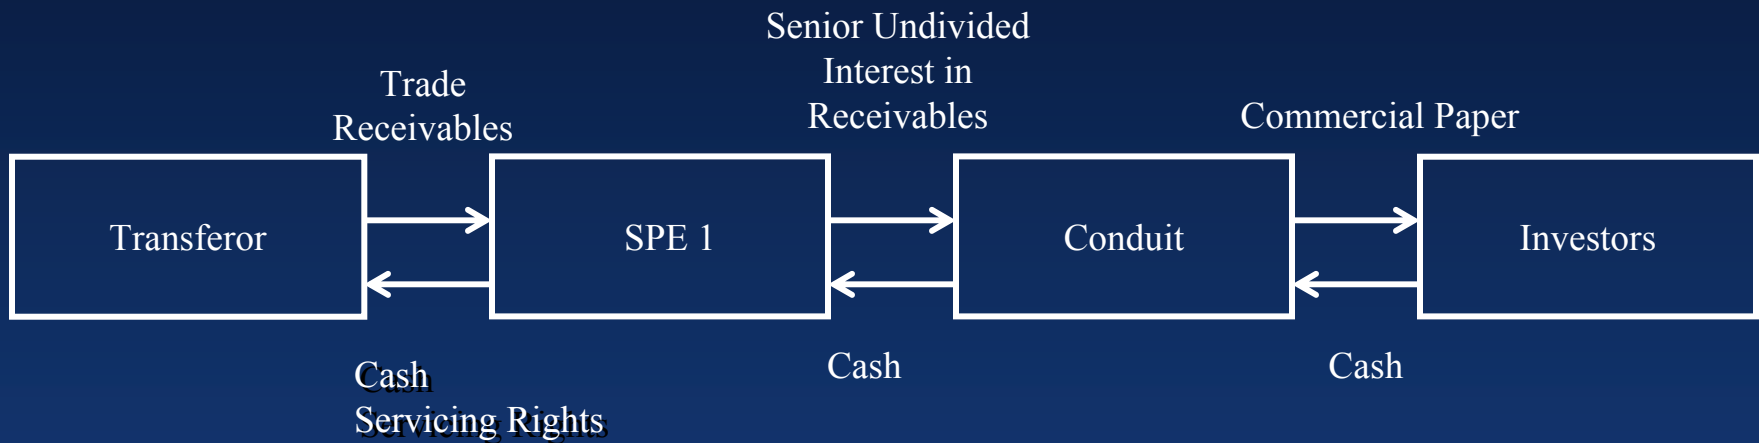 Senior Undivided
Interest in
Receivables
Trade
Receivables
Commercial Paper
Transferor
SPE 1
Conduit
Investors
Cash
Servicing Rights
Cash
Cash